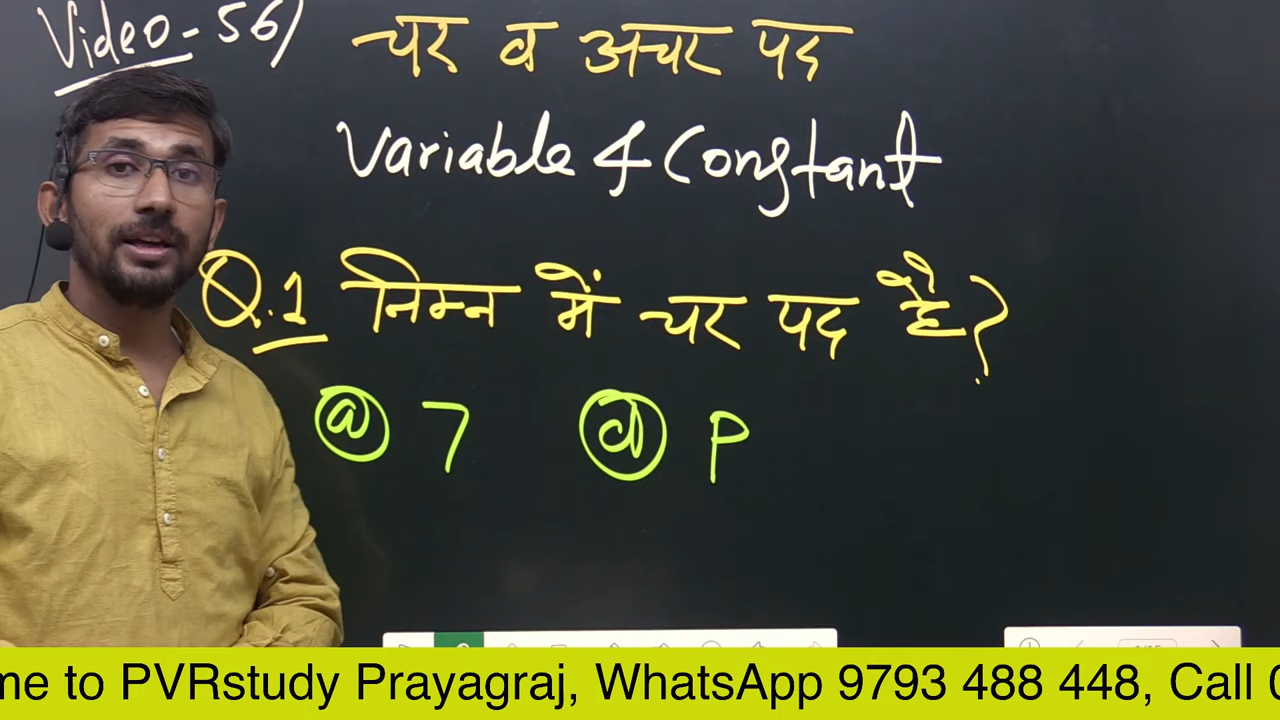 Video-56)
चर व अचर पद
Variable & Constant
Q.1 निम्न में चर पद है?
@ 7 @ P
me to PVRstudy Prayagraj, WhatsApp 9793 488 448, Call 0